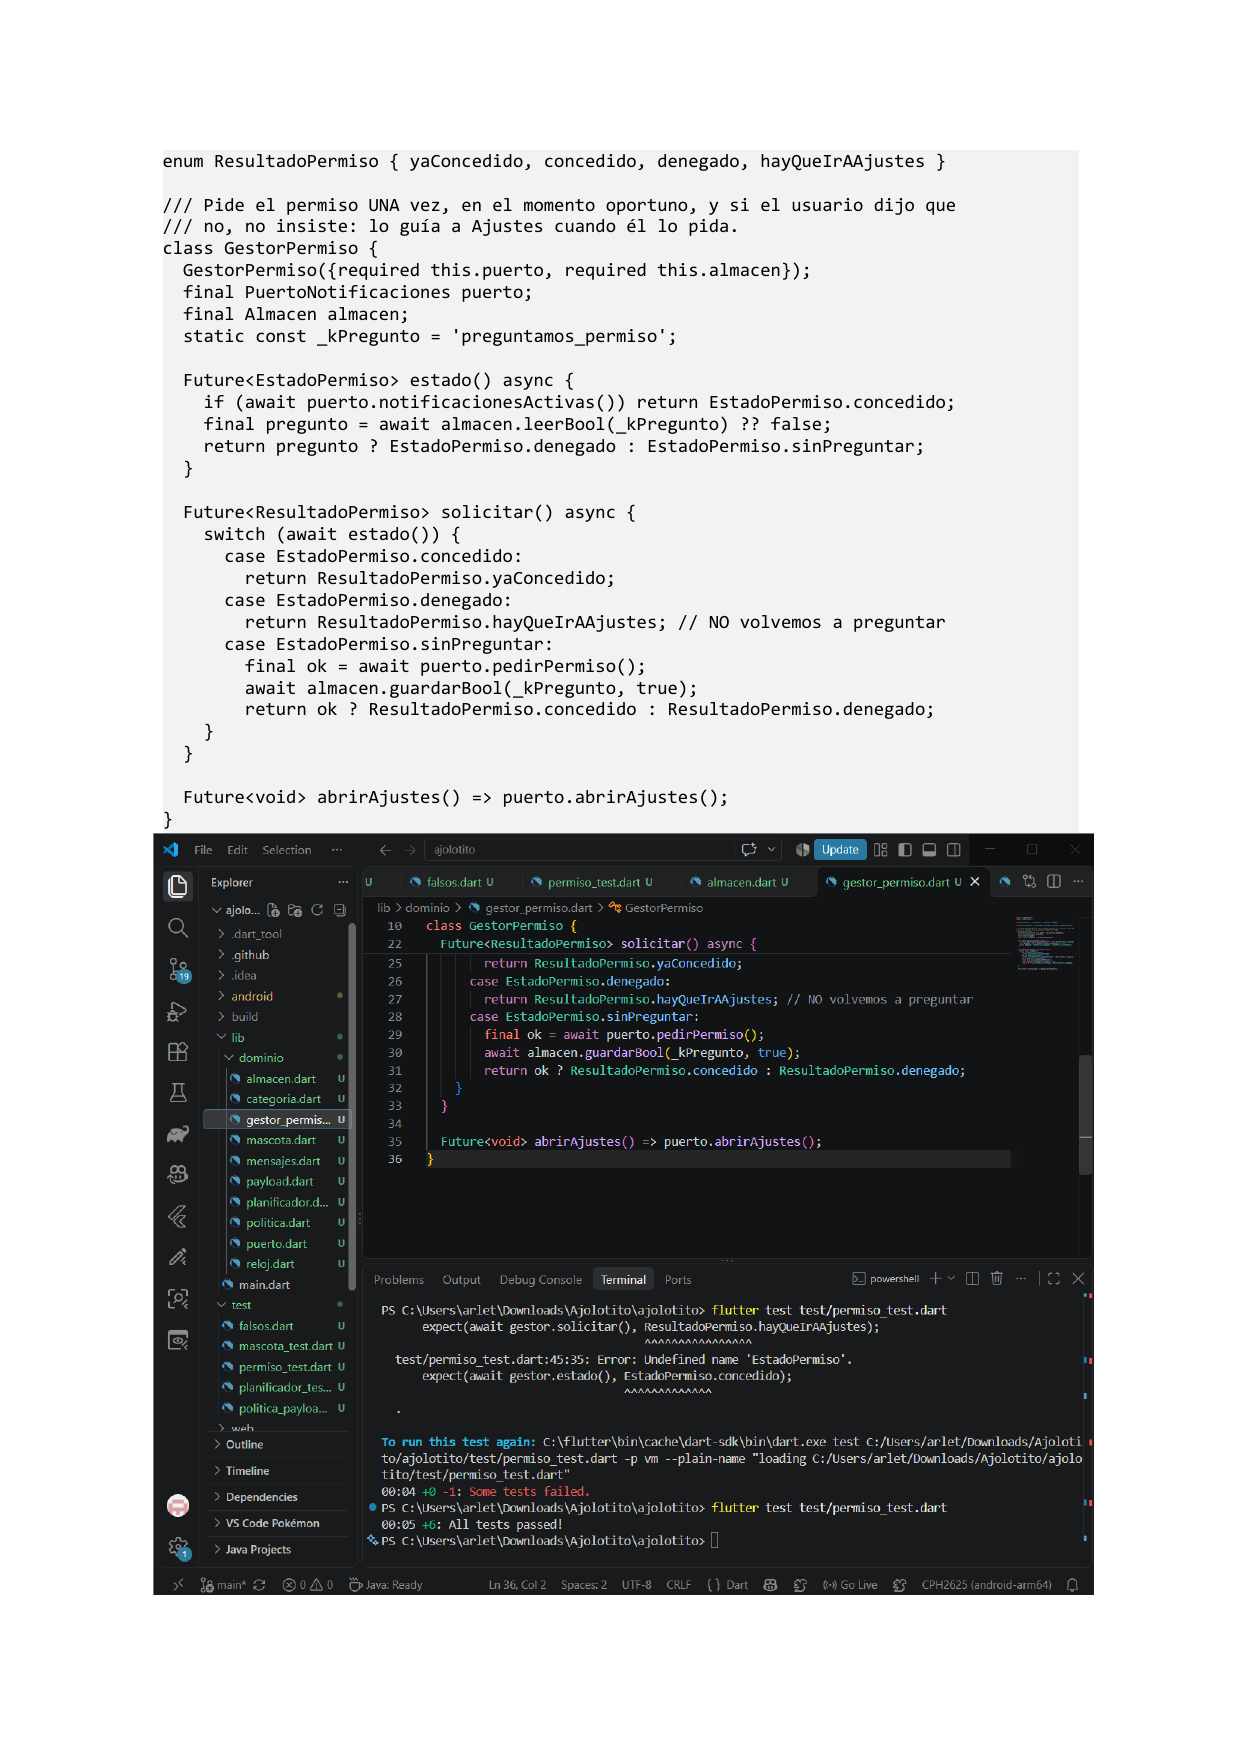 enum ResultadoPermiso { yaConcedido, concedido, denegado, hayQueIrAAjustes }
/// Pide el permiso UNA vez, en el momento oportuno, y si el usuario dijo que
/// no, no insiste: lo guía a Ajustes cuando él lo pida.
class GestorPermiso {
GestorPermiso({required this.puerto, required this.almacen});
final PuertoNotificaciones puerto;
final Almacen almacen;
static const _kPregunto = 'preguntamos_permiso';
Future<EstadoPermiso> estado() async {
if (await puerto.notificacionesActivas()) return EstadoPermiso.concedido;
final pregunto = await almacen.leerBool(_kPregunto) ?? false;
return pregunto ? EstadoPermiso.denegado : EstadoPermiso.sinPreguntar;
}
Future<ResultadoPermiso> solicitar() async {
switch (await estado()) {
case EstadoPermiso.concedido:
return ResultadoPermiso.yaConcedido;
case EstadoPermiso.denegado:
return ResultadoPermiso.hayQueIrAAjustes; // NO volvemos a preguntar
case EstadoPermiso.sinPreguntar:
final ok = await puerto.pedirPermiso();
await almacen.guardarBool(_kPregunto, true);
return ok ? ResultadoPermiso.concedido : ResultadoPermiso.denegado;
}
}
Future<void> abrirAjustes() => puerto.abrirAjustes();
}
File Edit Selection ··· ajolotito Update
Explorer ···
U falsos.dart U permiso_test.dart U almacen.dart U gestor_permiso.dart U
lib > dominio > gestor_permiso.dart > GestorPermiso
ajolo...
.dart_tool
.github
.idea
android
build
lib
dominio
almacen.dart U
categoria.dart U
gestor_permis... U
mascota.dart U
mensajes.dart U
payload.dart U
planificador.d... U
politica.dart U
puerto.dart U
reloj.dart U
main.dart
test
falsos.dart U
mascota_test.dart U
permiso_test.dart U
planificador_tes... U
politica_payloa... U
web
Outline
Timeline
Dependencies
VS Code Pokémon
Java Projects
19
1
10 class GestorPermiso {
22 Future<ResultadoPermiso> solicitar() async {
25 return ResultadoPermiso.yaConcedido;
26 case EstadoPermiso.denegado:
27 return ResultadoPermiso.hayQueIrAAjustes; // NO volvemos a preguntar
28 case EstadoPermiso.sinPreguntar:
29 final ok = await puerto.pedirPermiso();
30 await almacen.guardarBool(_kPregunto, true);
31 return ok ? ResultadoPermiso.concedido : ResultadoPermiso.denegado;
32 }
33 }
34
35 Future<void> abrirAjustes() => puerto.abrirAjustes();
36 }
Problems Output Debug Console Terminal Ports powershell
PS C:\Users\arlet\Downloads\Ajolotito\ajolotito> flutter test test/permiso_test.dart
expect(await gestor.solicitar(), ResultadoPermiso.hayQueIrAAjustes);
^^^^^^^^^^^^^^^^
test/permiso_test.dart:45:35: Error: Undefined name 'EstadoPermiso'.
expect(await gestor.estado(), EstadoPermiso.concedido);
^^^^^^^^^^^^^
.
To run this test again: C:\flutter\bin\cache\dart-sdk\bin\dart.exe test C:/Users/arlet/Downloads/Ajoloti
to/ajolotito/test/permiso_test.dart -p vm --plain-name "loading C:/Users/arlet/Downloads/Ajolotito/ajolo
tito/test/permiso_test.dart"
00:04 +0 -1: Some tests failed.
PS C:\Users\arlet\Downloads\Ajolotito\ajolotito> flutter test test/permiso_test.dart
00:05 +6: All tests passed!
PS C:\Users\arlet\Downloads\Ajolotito\ajolotito>
main* 0 0 Java: Ready Ln 36, Col 2 Spaces: 2 UTF-8 CRLF { } Dart Go Live CPH2625 (android-arm64)